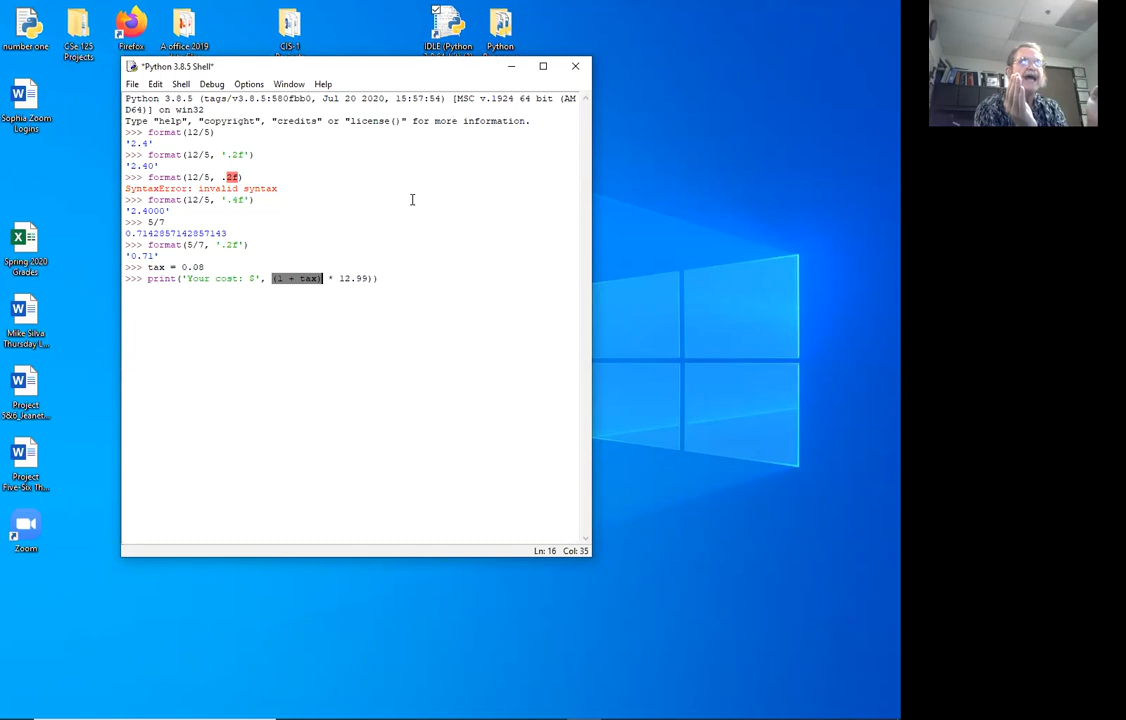 number one
CSe 125
Projects
Firefox
A office 2019
CIS-1
IDLE (Python
Python
Sophia Zoom
Logins
Spring 2020
Grades
Mike Sliva
Thursday L...
Project
5&6_Jeanet...
Project
Five-Six Th...
Zoom
*Python 3.8.5 Shell*
File Edit Shell Debug Options Window Help
Python 3.8.5 (tags/v3.8.5:580fbb0, Jul 20 2020, 15:57:54) [MSC v.1924 64 bit (AM
D64)] on win32
Type "help", "copyright", "credits" or "license()" for more information.
>>> format(12/5)
'2.4'
>>> format(12/5, '.2f')
'2.40'
>>> format(12/5, .2f)
SyntaxError: invalid syntax
>>> format(12/5, '.4f')
'2.4000'
>>> 5/7
0.7142857142857143
>>> format(5/7, '.2f')
'0.71'
>>> tax = 0.08
>>> print('Your cost: $', (1 + tax) * 12.99))
Ln: 16 Col: 35